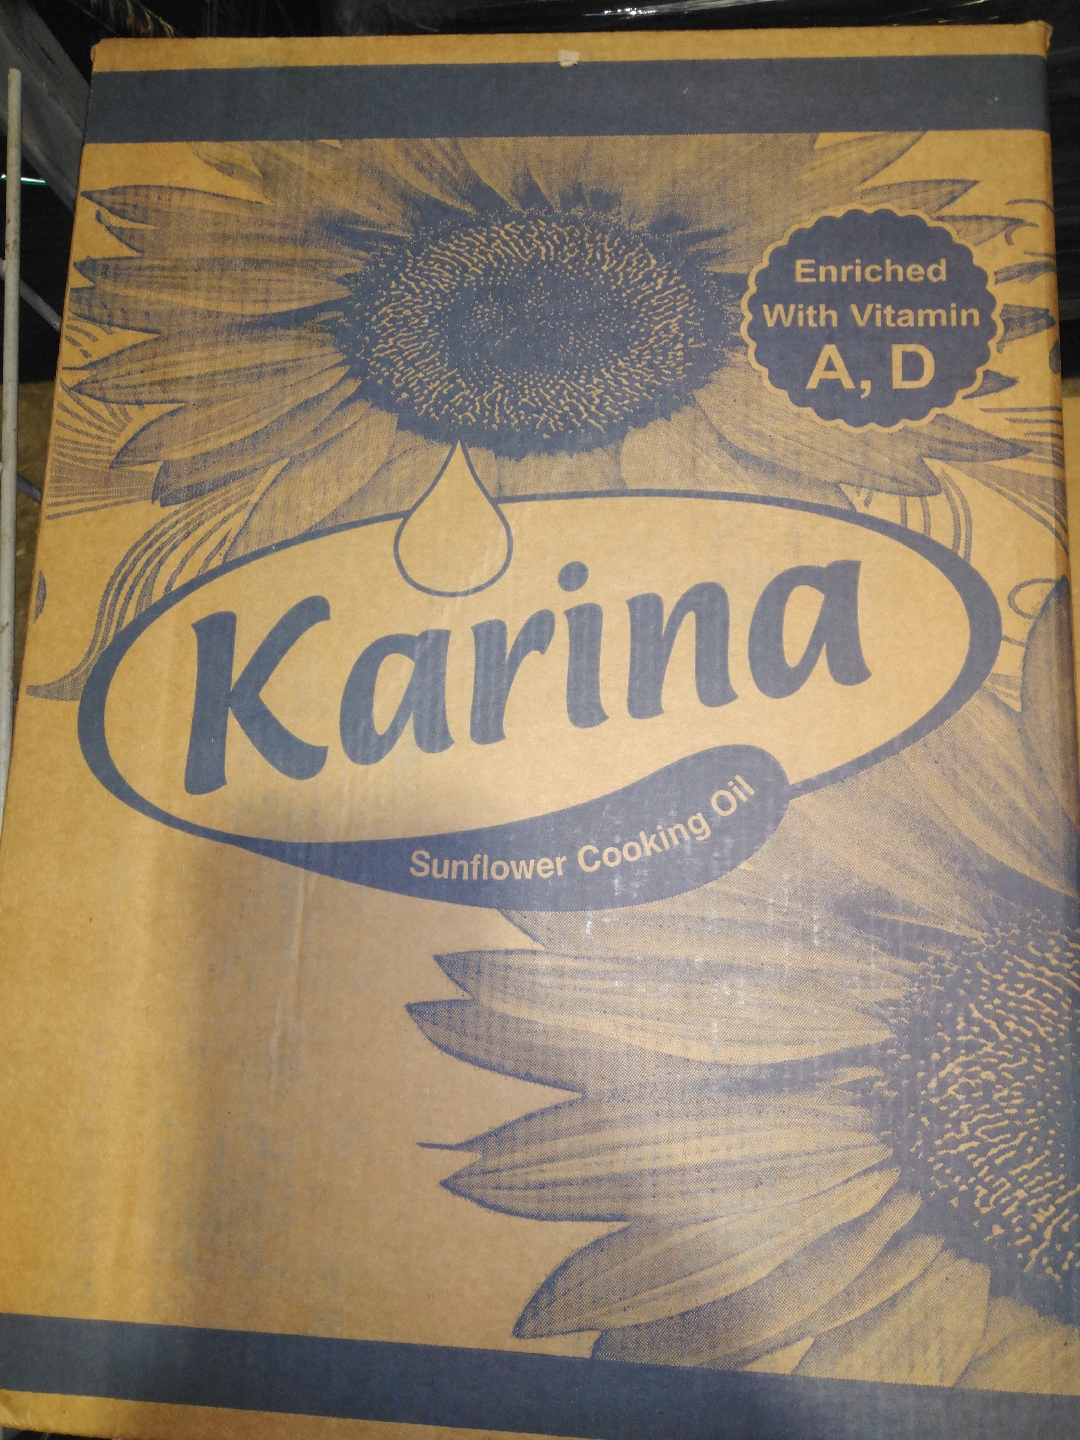 Enriched
With Vitamin
A, D
Karina
Sunflower Cooking Oil